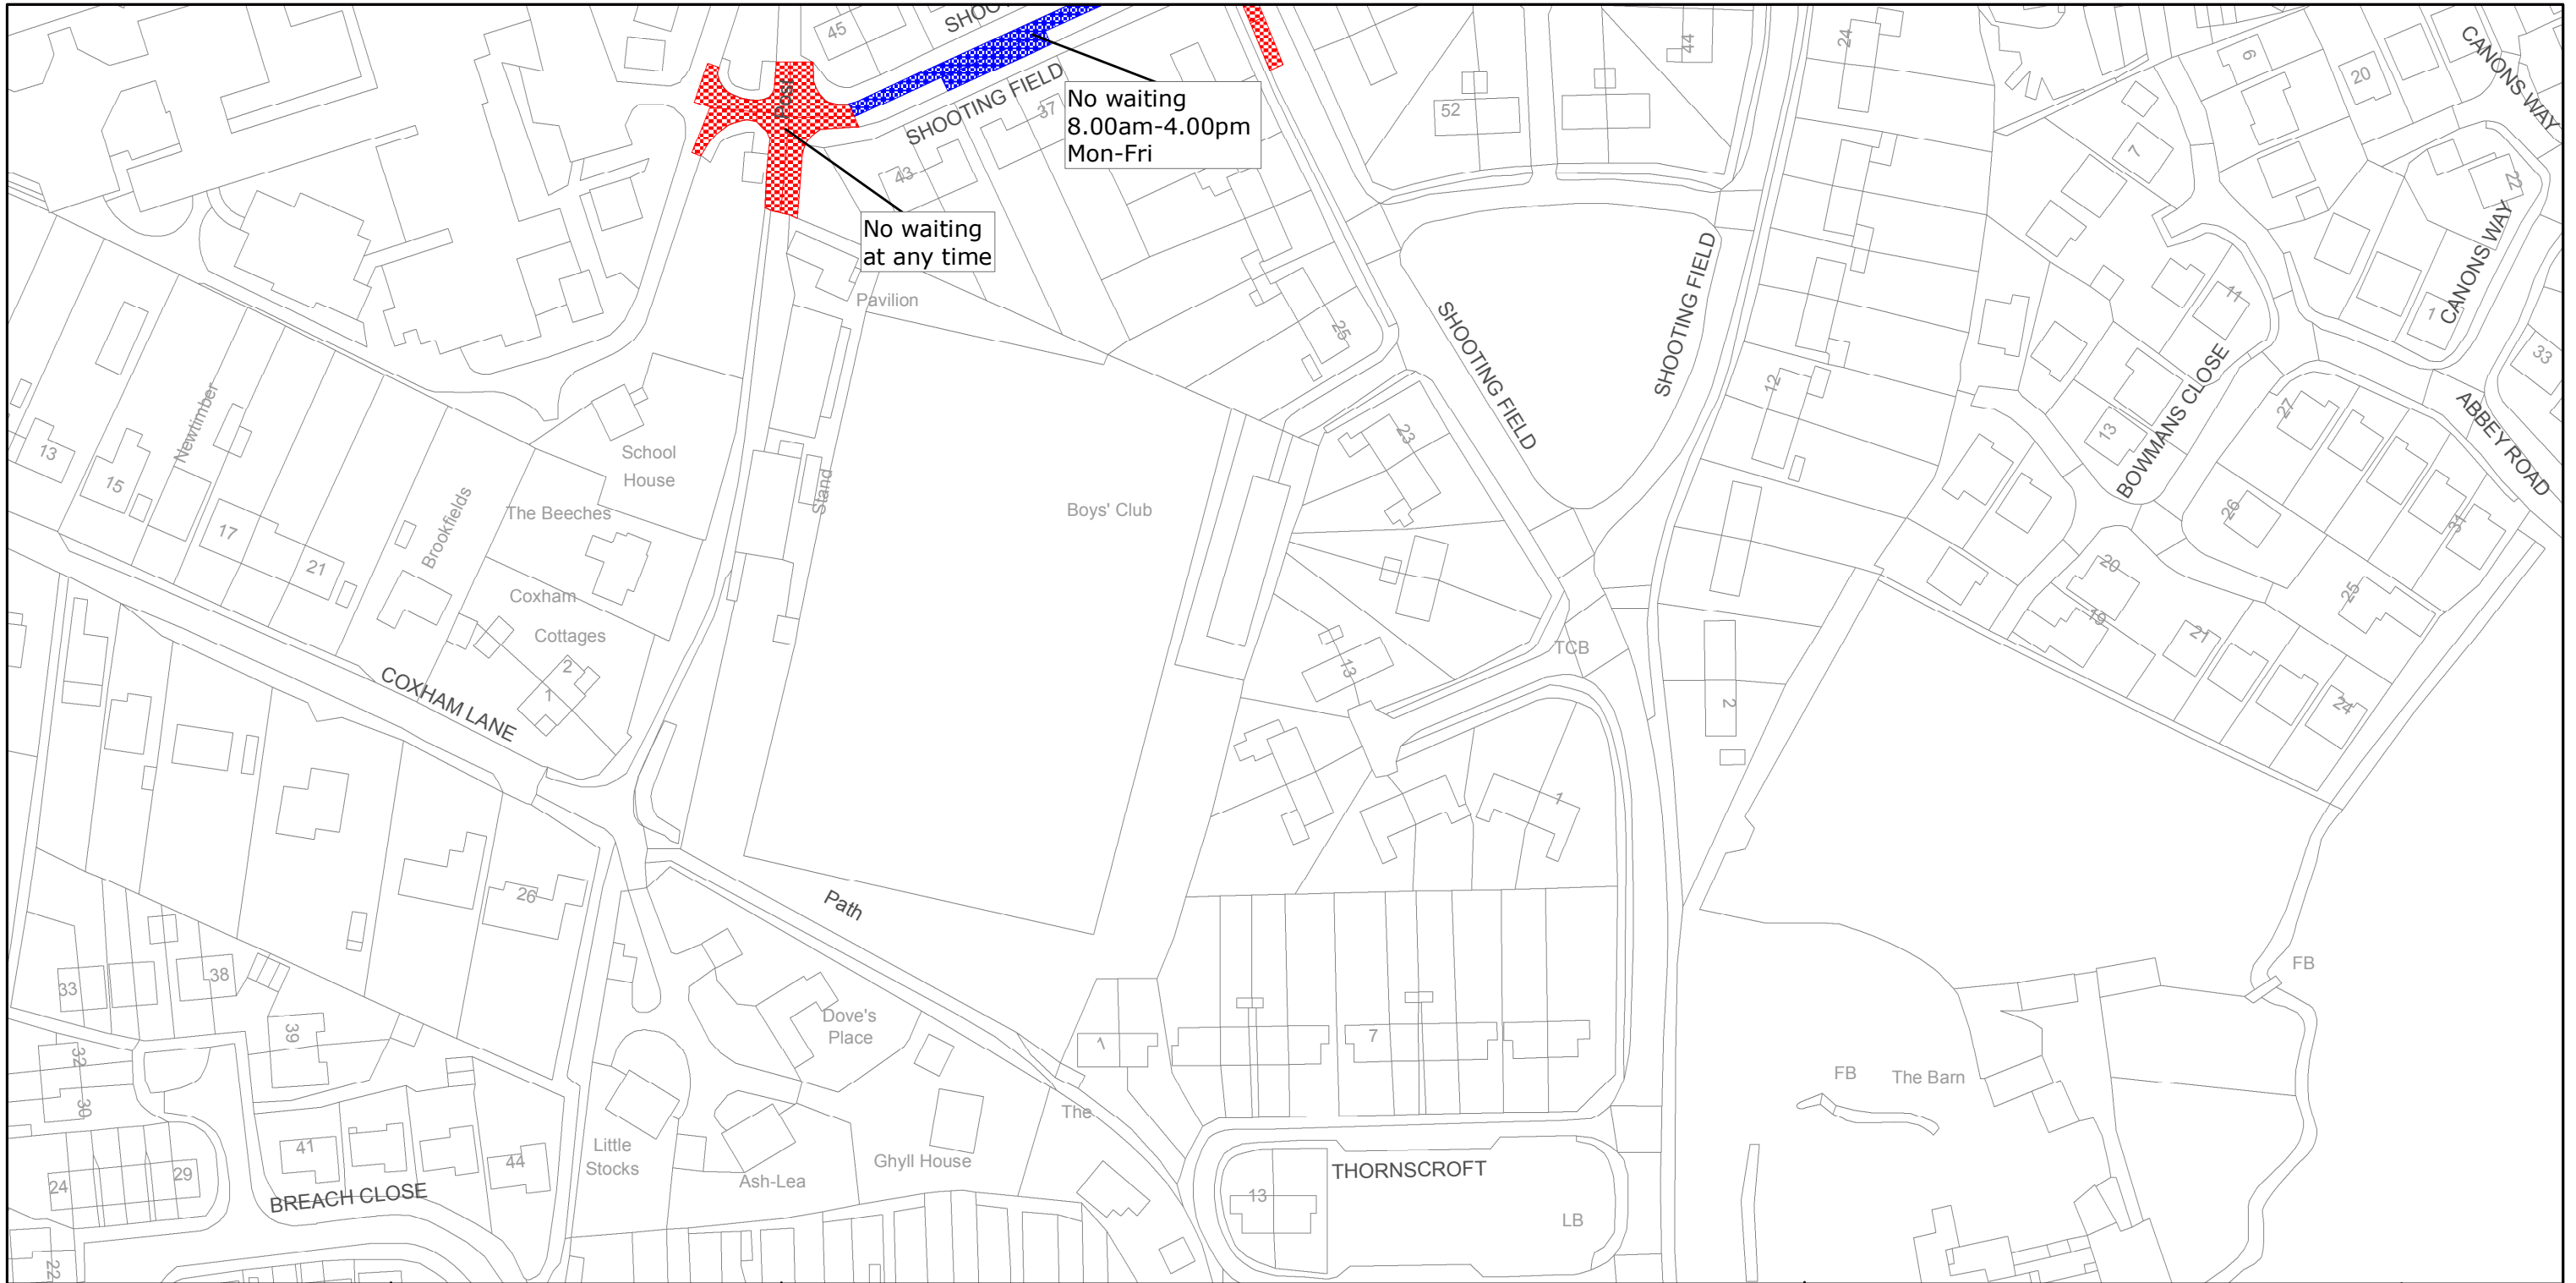 45
SHOO
44
24
6
20
CANONS WAY
No waiting
8.00am-4.00pm
Mon-Fri
37
52
SHOOTING FIELD
7
43
22
No waiting
at any time
CANONS WAY
Pavilion
SHOOTING FIELD
SHOOTING FIELD
25
11
1
33
BOWMANS CLOSE
12
Newtimber
13
15
School
House
23
13
27
ABBEY ROAD
Stand
Boys' Club
The Beeches
Brookfields
17
21
26
31
Coxham
Cottages
2
1
20
19
21
25
24
TCB
13
2
COXHAM LANE
1
26
Path
38
33
FB
39
Dove's
Place
1
7
32
30
FB
The Barn
The
41
44
Little
Stocks
Ghyll House
Ash-Lea
THORNSCROFT
24
29
BREACH CLOSE
13
LB
22